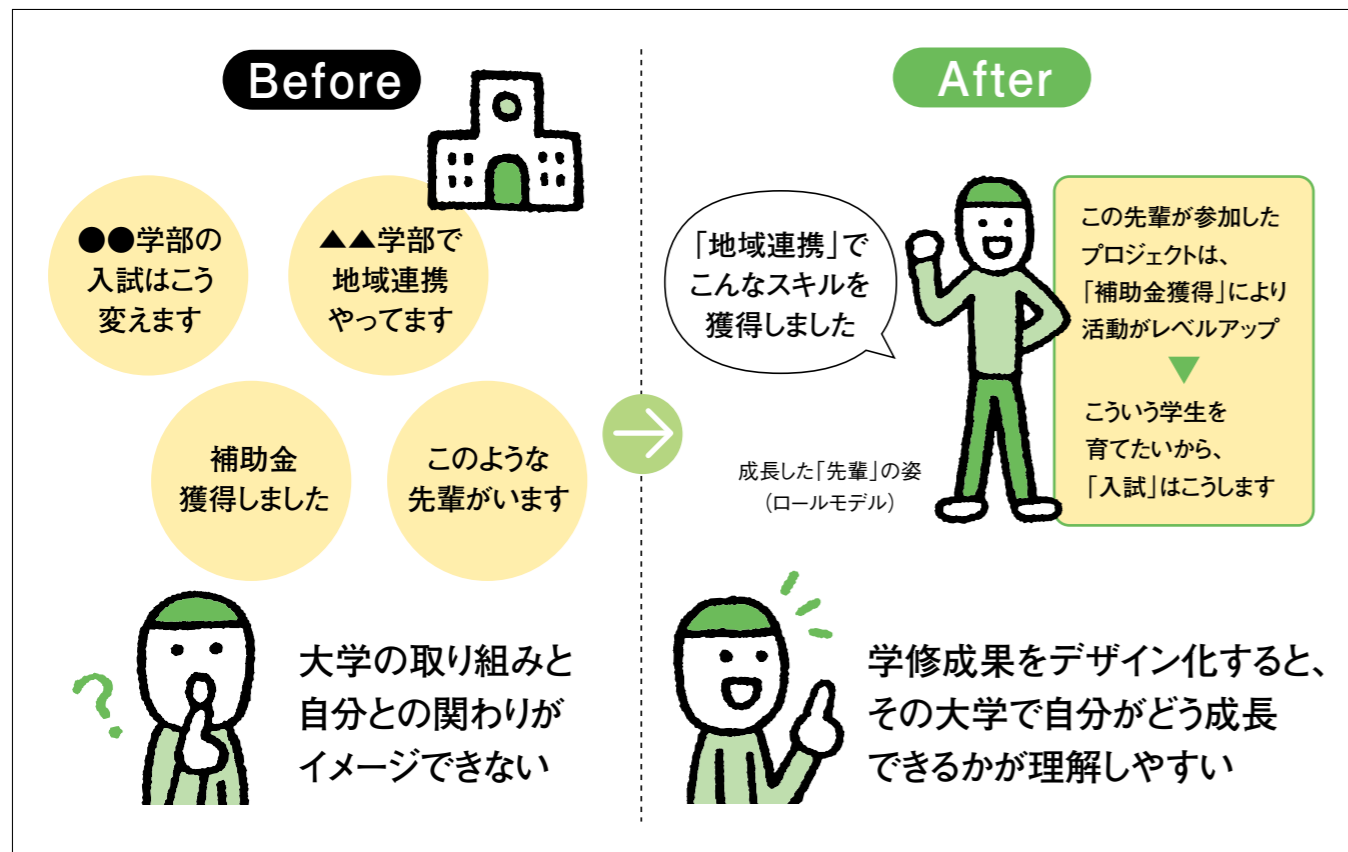 Before
●●学部の
入試はこう
変えます
▲▲学部で
地域連携
やってます
補助金
獲得しました
このような
先輩がいます
?
大学の取り組みと
自分との関わりが
イメージできない
After
「地域連携」で
こんなスキルを
獲得しました
成長した「先輩」の姿
(ロールモデル)
この先輩が参加した
プロジェクトは、
「補助金獲得」により
活動がレベルアップ
こういう学生を
育てたいから、
「入試」はこうします
学修成果をデザイン化すると、
その大学で自分がどう成長
できるかが理解しやすい